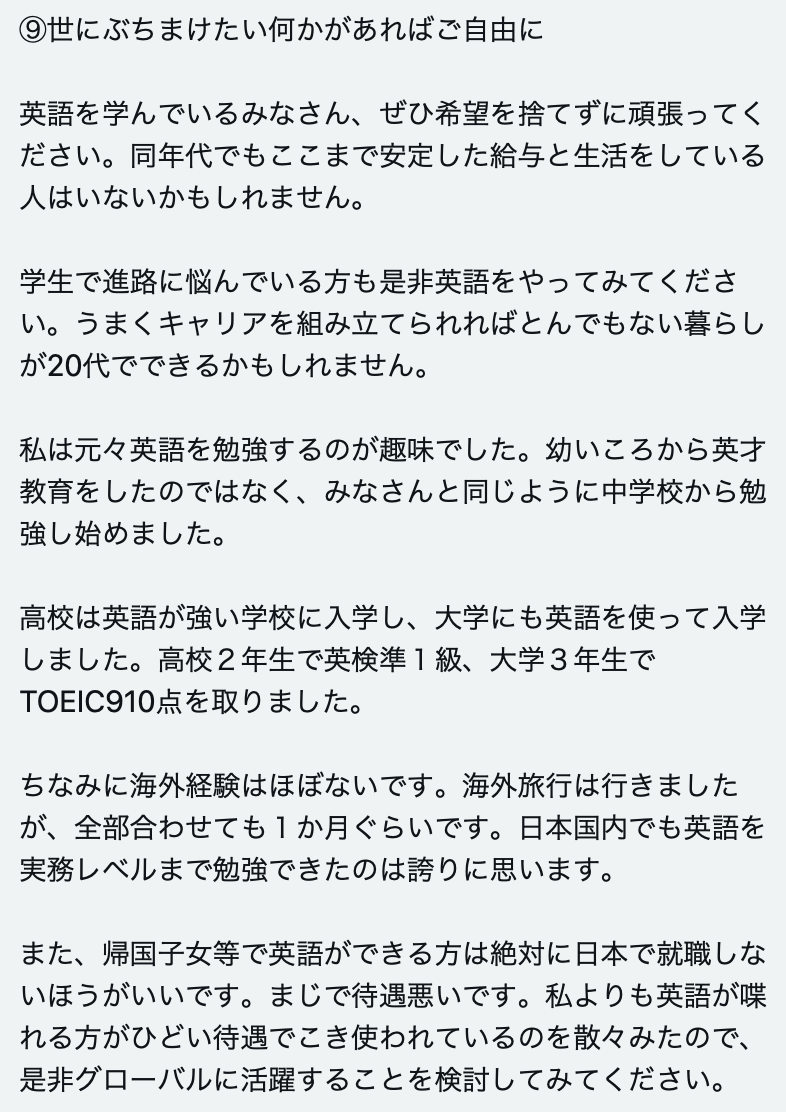 ⑨世にぶちまけたい何かがあればご自由に
英語を学んでいるみなさん、ぜひ希望を捨てずに頑張ってく
ださい。同年代でもここまで安定した給与と生活をしている
人はいないかもしれません。
学生で進路に悩んでいる方も是非英語をやってみてくださ
い。うまくキャリアを組み立てられればとんでもない暮らし
が20代でできるかもしれません。
私は元々英語を勉強するのが趣味でした。幼いころから英才
教育をしたのではなく、みなさんと同じように中学校から勉
強し始めました。
高校は英語が強い学校に入学し、大学にも英語を使って入学
しました。高校２年生で英検準１級、大学３年生で
TOEIC910点を取りました。
ちなみに海外経験はほぼないです。海外旅行は行きました
が、全部合わせても１か月ぐらいです。日本国内でも英語を
実務レベルまで勉強できたのは誇りに思います。
また、帰国子女等で英語ができる方は絶対に日本で就職しな
いほうがいいです。まじで待遇悪いです。私よりも英語が喋
れる方がひどい待遇でこき使われているのを散々みたので、
是非グローバルに活躍することを検討してみてください。